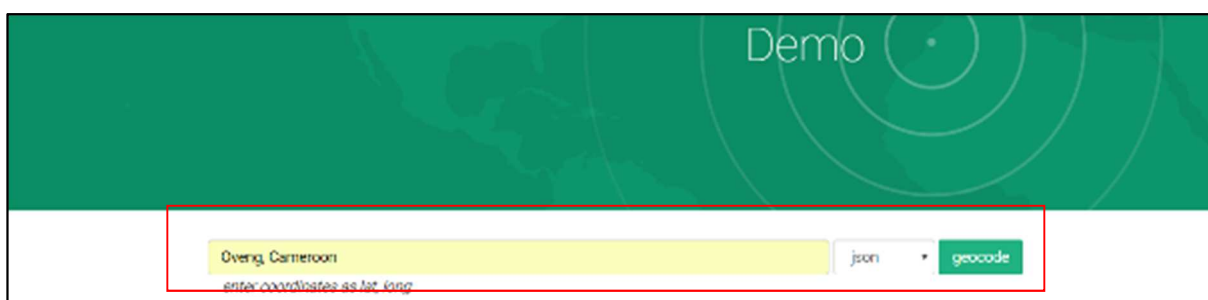 Demo
Oveng, Cameroon json geocode
enter coordinates as lat, long